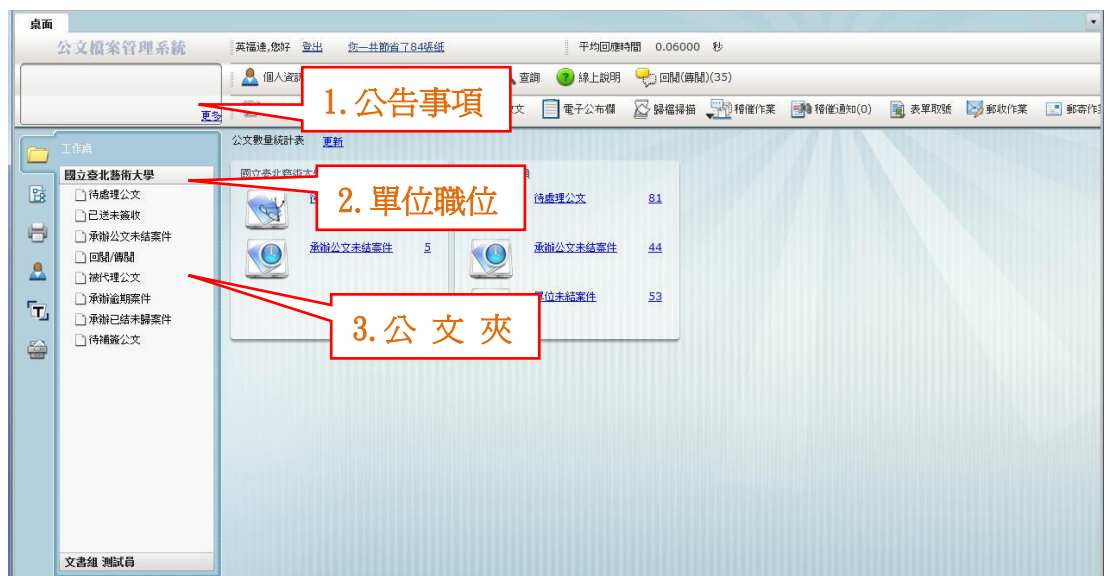 桌面
公文檔案管理系統
英福達,您好 登出 您一共節省了84張紙 平均回應時間 0.06000 秒
個人資 查詢 線上說明 回閱(傳閱)(35)
更多
文 電子公布欄 歸檔掃描 稽催作業 稽催通知(0) 表單取號 郵收作業 郵寄作
1.公告事項
工作桌
公文數量統計表 更新
國立臺北藝術大學
國立臺北藝術大
2.單位職位
待處理公文
已送未簽收
承辦公文未結案件
回閱/傳閱
被代理公文
承辦逾期案件
承辦已結未歸案件
待補簽公文
待處理公文 81
承辦公文未結案件 5
承辦公文未結案件 44
單位未結案件 53
3.公 文 夾
文書組 測試員